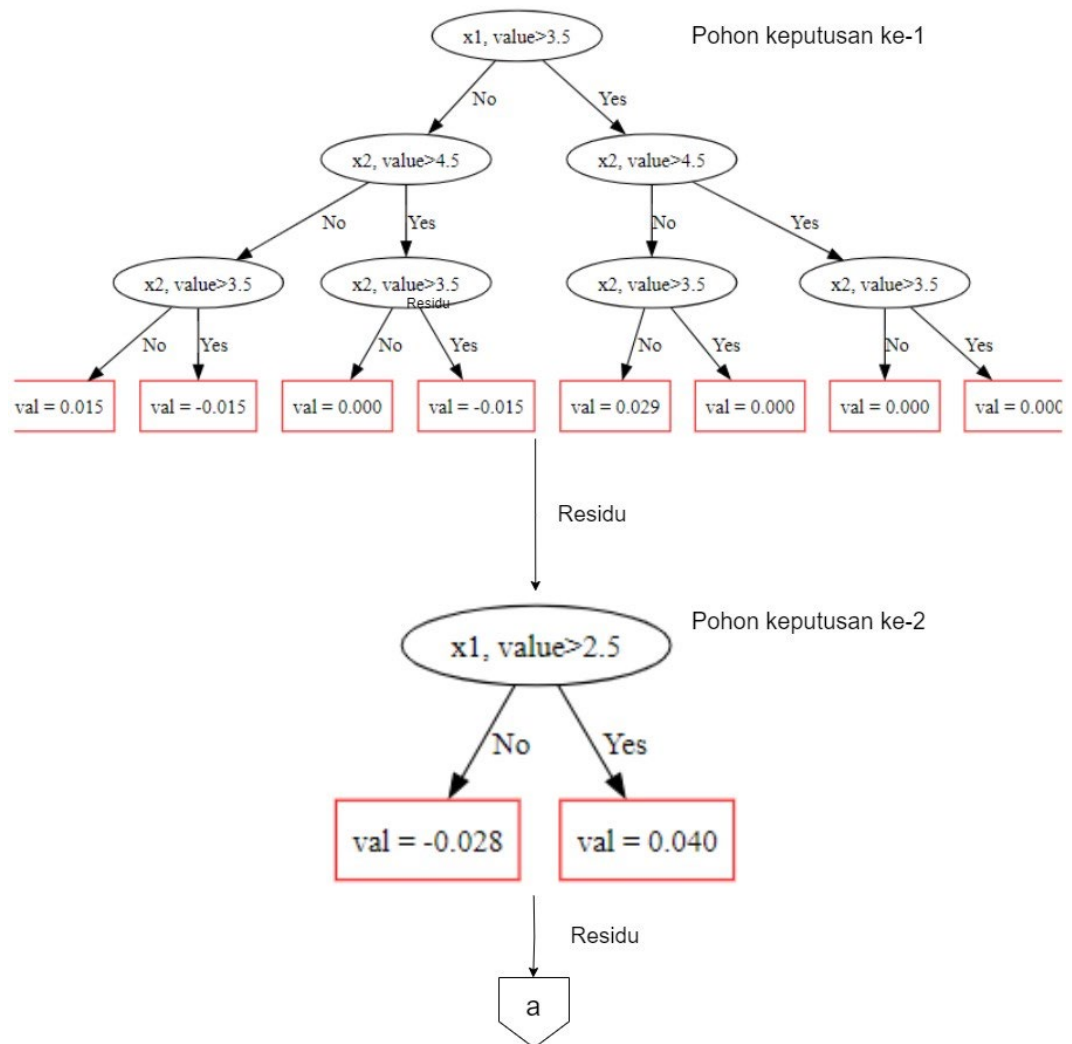 x1, value>3.5
Pohon keputusan ke-1
No
Yes
x2, value>4.5
x2, value>4.5
No
Yes
No
Yes
x2, value>3.5
x2, value>3.5
x2, value>3.5
x2, value>3.5
Residu
No
Yes
No
Yes
No
Yes
No
Yes
val = 0.015
val = -0.015
val = 0.000
val = -0.015
val = 0.029
val = 0.000
val = 0.000
val = 0.000
Residu
Pohon keputusan ke-2
x1, value>2.5
No
Yes
val = -0.028
val = 0.040
Residu
a